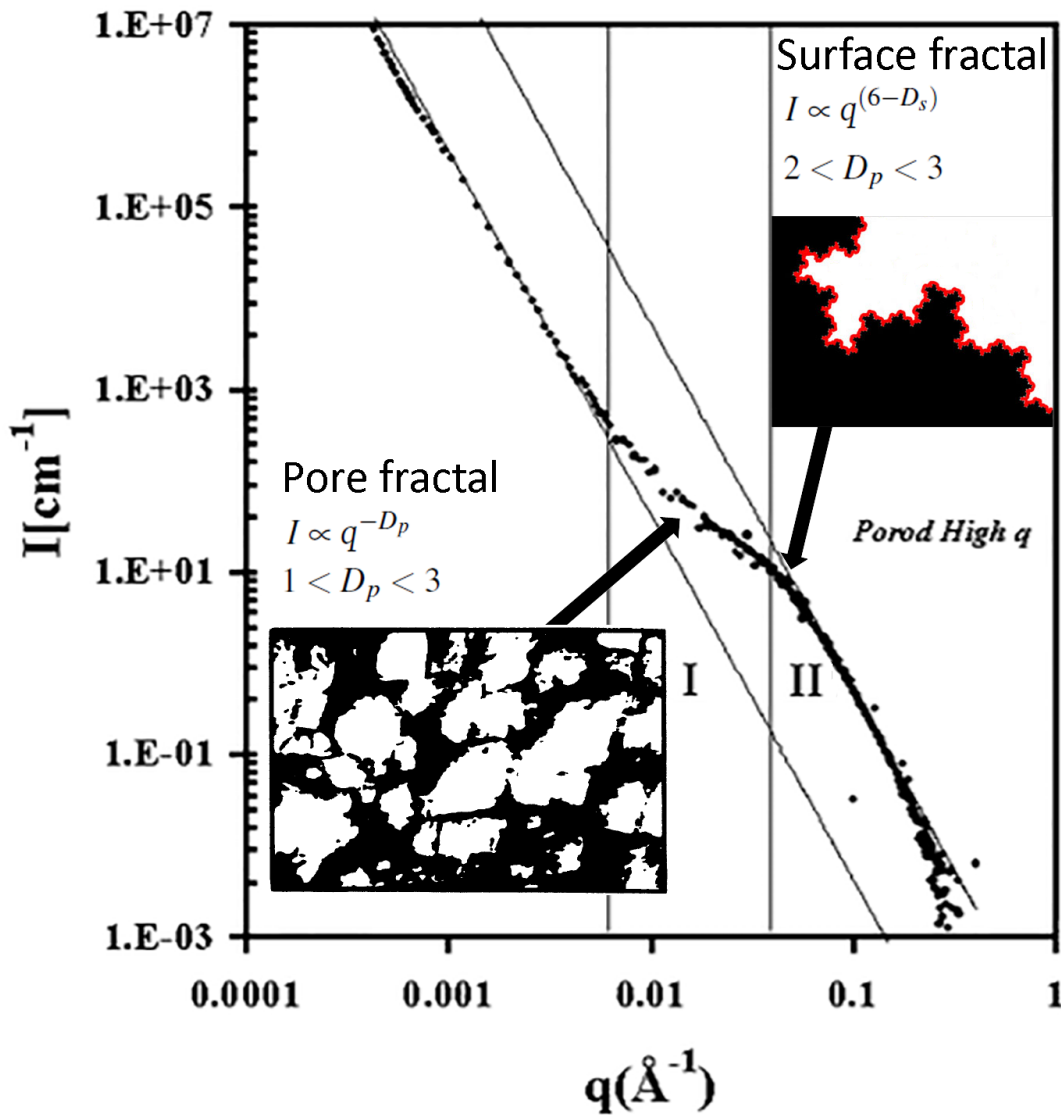 1.E+07
1.E+05
1.E+03
1.E+01
1.E-01
1.E-03
I[cm⁻¹]
Surface fractal
I ∝ q^(6−D_s)
2 < D_p < 3
Pore fractal
I ∝ q^−D_p
1 < D_p < 3
Porod High q
I
II
0.0001
0.001
0.01
0.1
1
q(Å⁻¹)